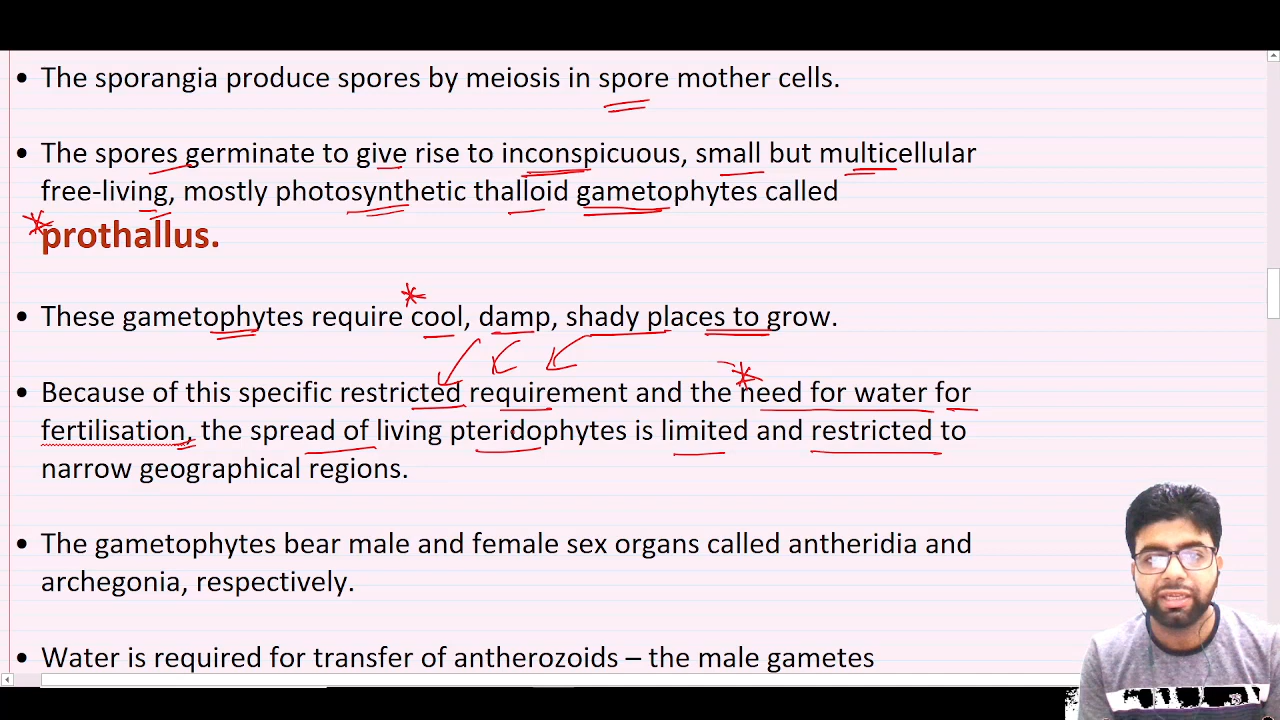 • The sporangia produce spores by meiosis in spore mother cells.
• The spores germinate to give rise to inconspicuous, small but multicellular
free-living, mostly photosynthetic thalloid gametophytes called
prothallus.
• These gametophytes require cool, damp, shady places to grow.
• Because of this specific restricted requirement and the need for water for
fertilisation, the spread of living pteridophytes is limited and restricted to
narrow geographical regions.
• The gametophytes bear male and female sex organs called antheridia and
archegonia, respectively.
• Water is required for transfer of antherozoids – the male gametes